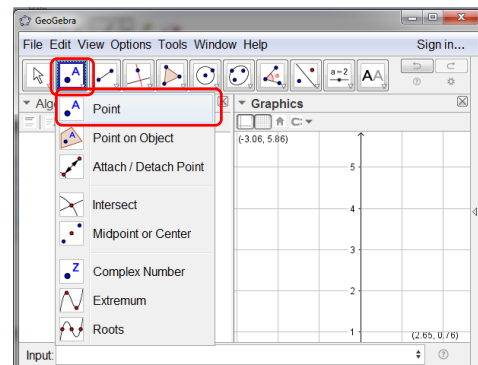 GeoGebra
File Edit View Options Tools Window Help Sign in...
A a=2 AA
Alg Graphics
A Point
A Point on Object
Attach / Detach Point
Intersect
Midpoint or Center
Z Complex Number
Extremum
Roots
(-3.06, 5.86)
5
4
3
2
1
(2.65, 0.76)
Input: